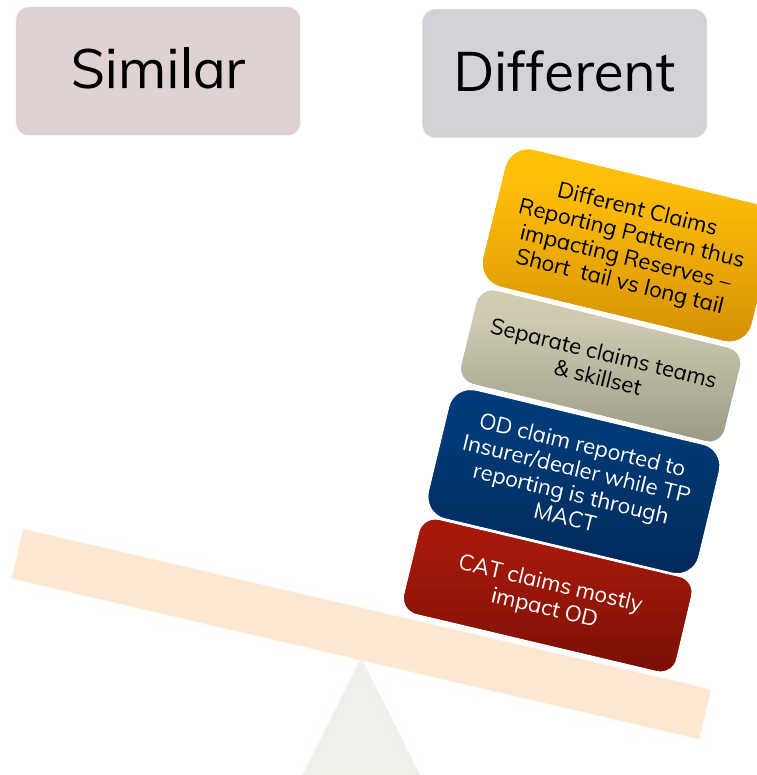 Similar
Different
Different Claims
Reporting Pattern thus
impacting Reserves –
Short tail vs long tail
Separate claims teams
& skillset
OD claim reported to
Insurer/dealer while TP
reporting is through
MACT
CAT claims mostly
impact OD